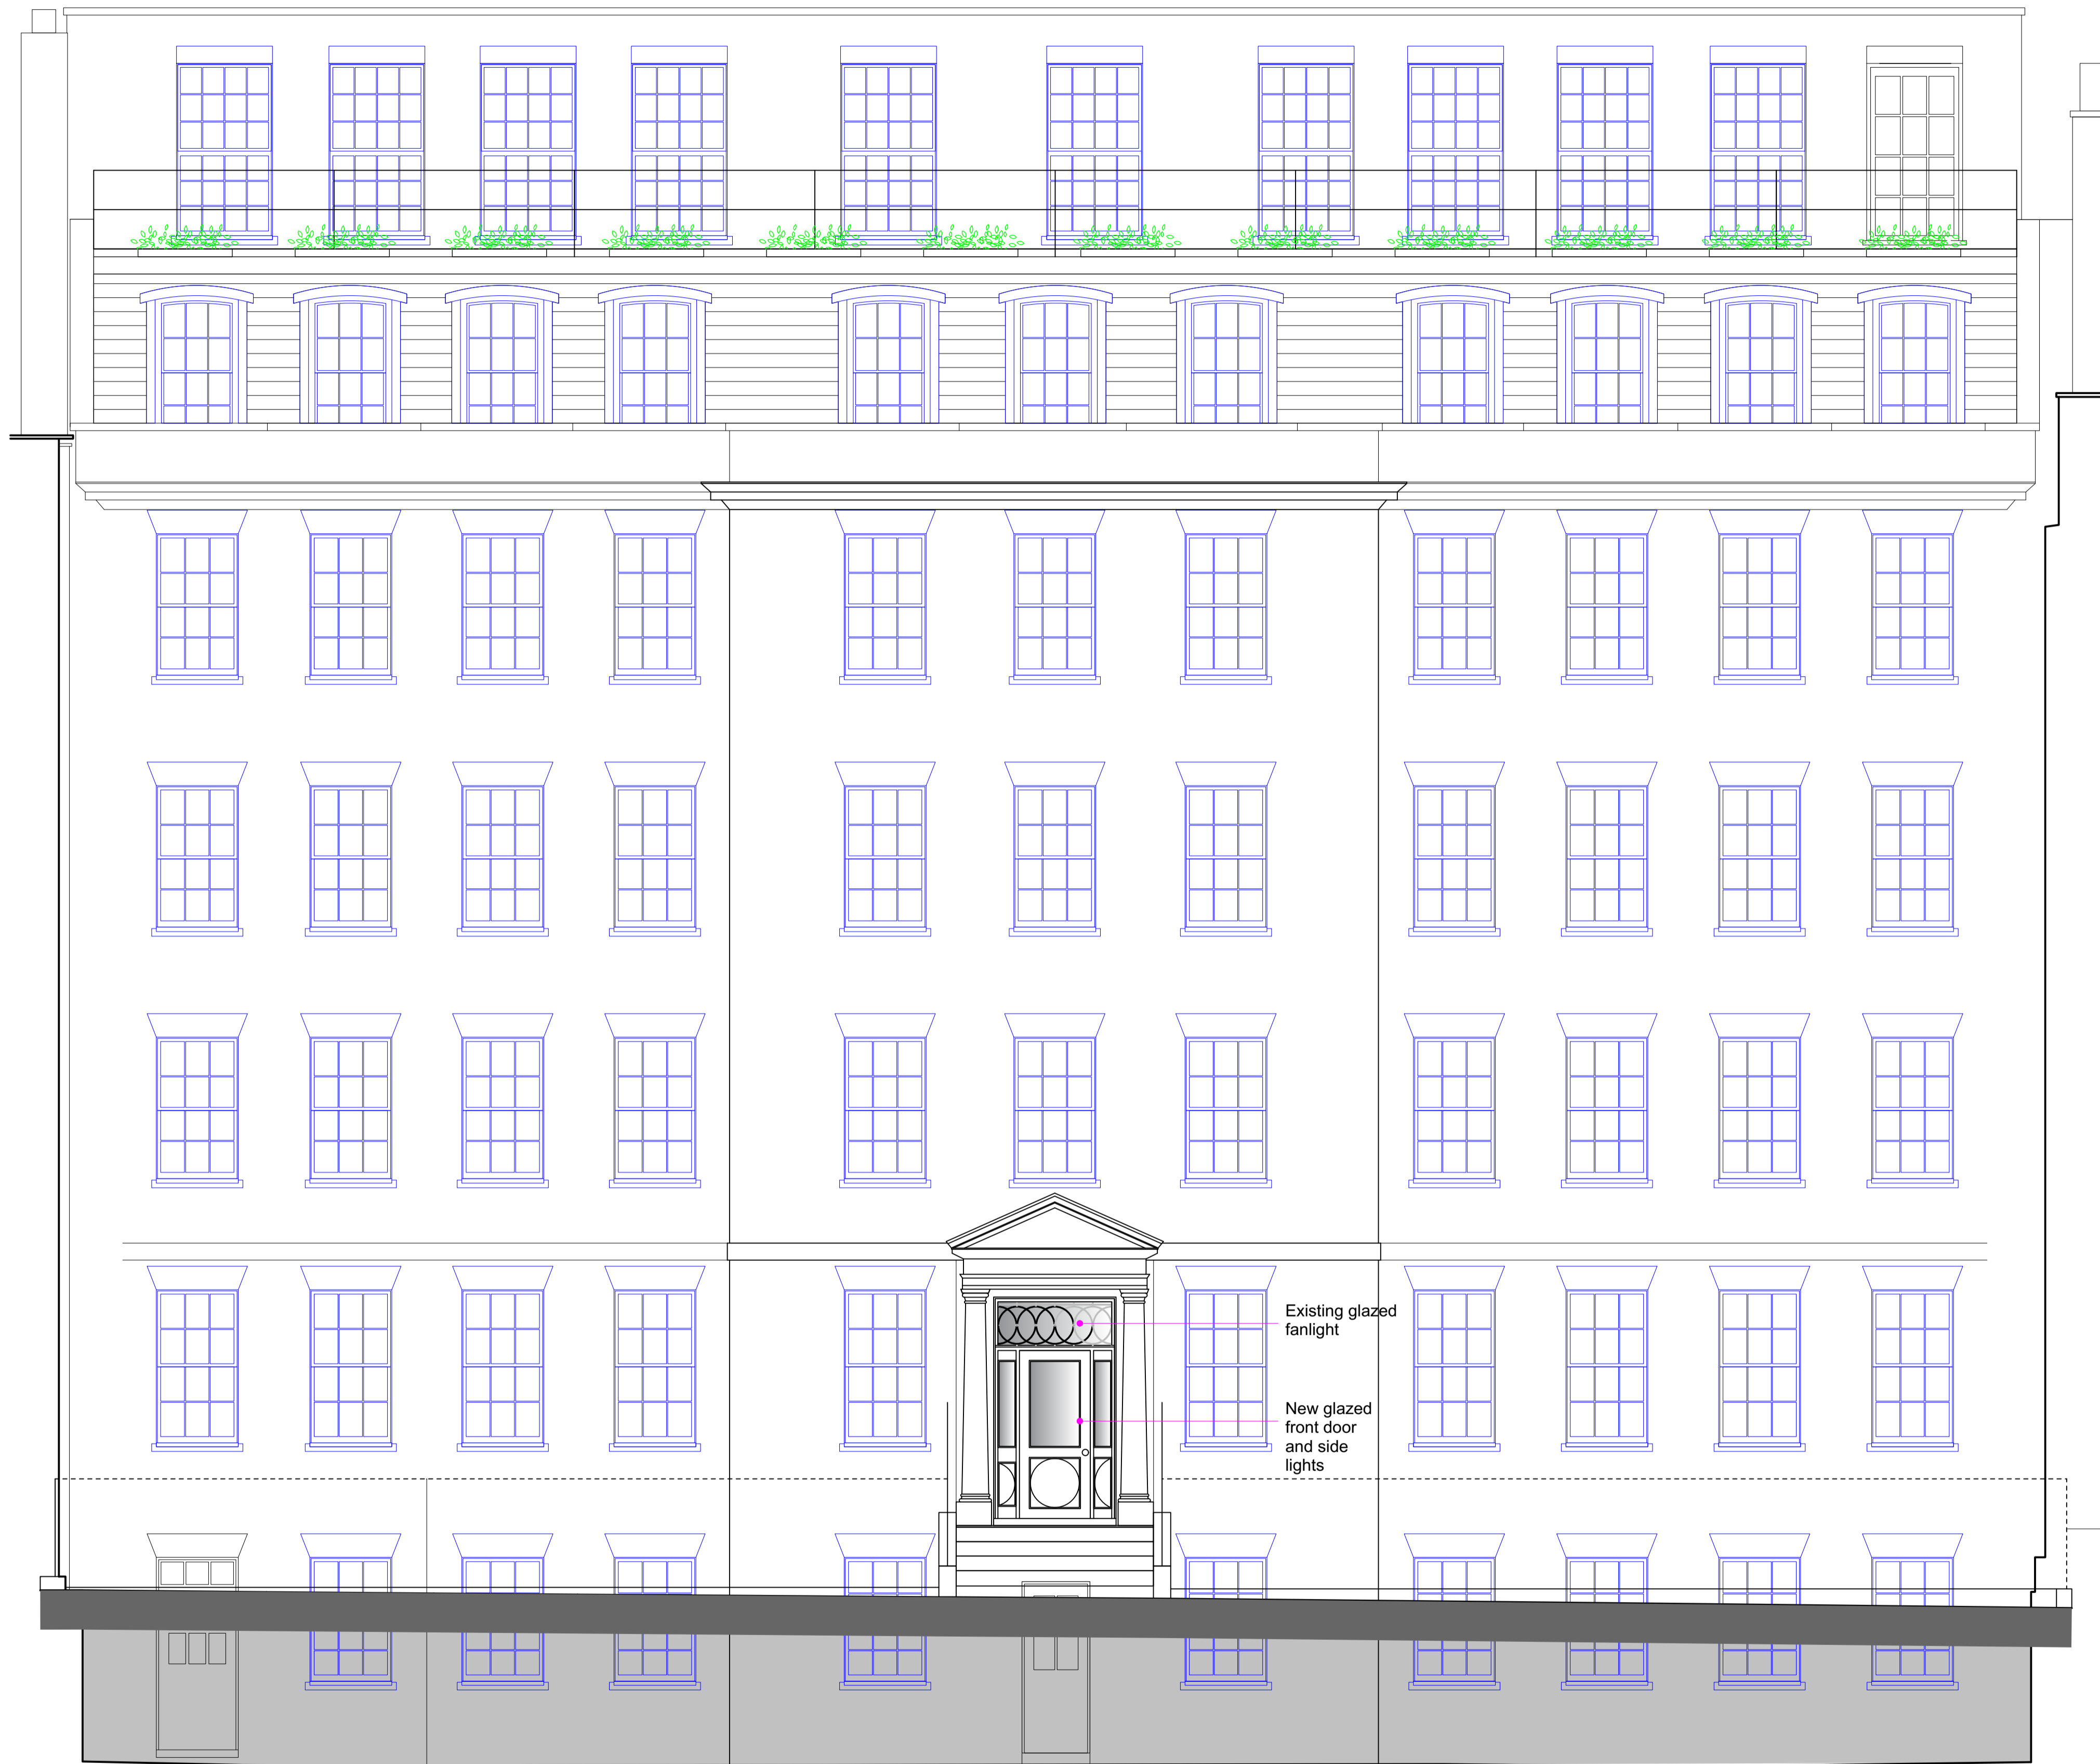 Existing glazed
fanlight
New glazed
front door
and side
lights